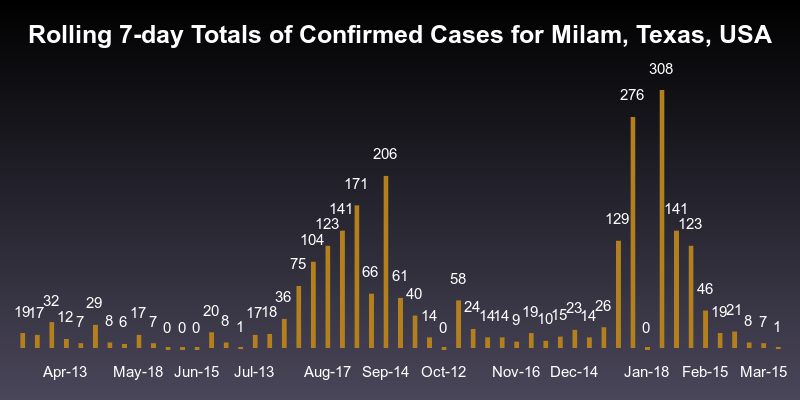 Rolling 7-day Totals of Confirmed Cases for Milam, Texas, USA
19 17 32 12 7 29 8 6 17 7 0 0 0 20 8 1 17 18 36 75 104 123 141 171 66 206 61 40 14 0 58 24 14 14 9 19 10 15 23 14 26 129 276 0 308 141 123 46 19 21 8 7 1
Apr-13 May-18 Jun-15 Jul-13 Aug-17 Sep-14 Oct-12 Nov-16 Dec-14 Jan-18 Feb-15 Mar-15